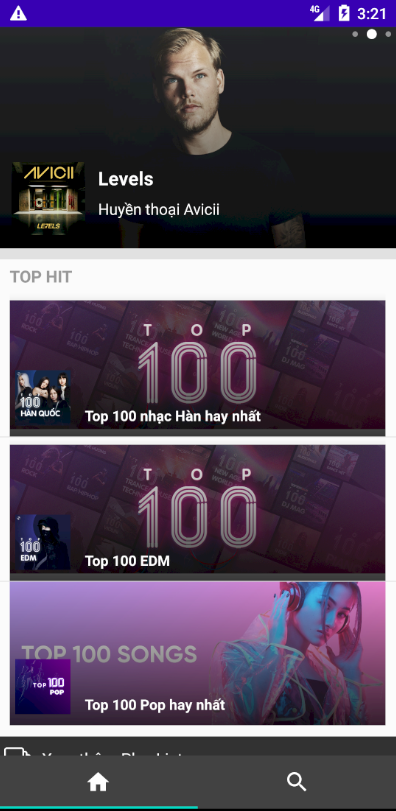 4G 3:21
AVICII
LEVELS
Levels
Huyền thoại Avicii
TOP HIT
TOP
100
100
HÀN QUỐC
Top 100 nhạc Hàn hay nhất
TOP
100
100
EDM
Top 100 EDM
TOP 100 SONGS
TOP 100
POP
Top 100 Pop hay nhất